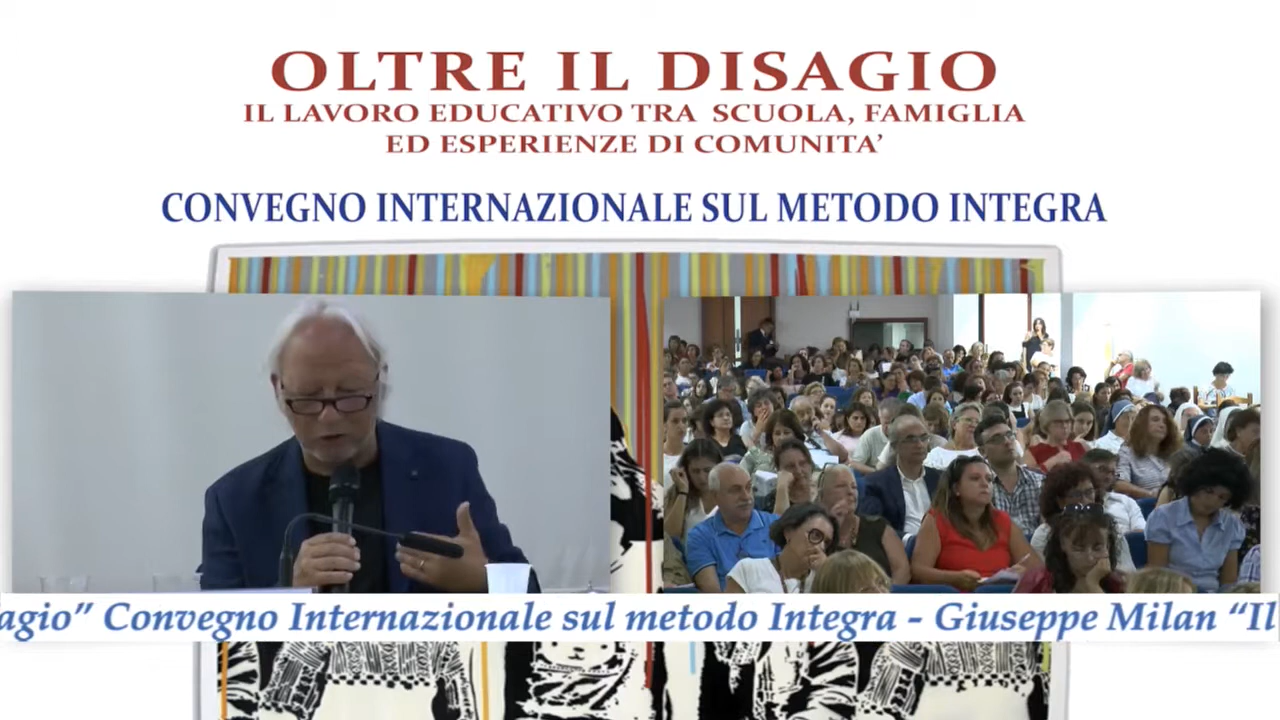 OLTRE IL DISAGIO
IL LAVORO EDUCATIVO TRA SCUOLA, FAMIGLIA
ED ESPERIENZE DI COMUNITA’
CONVEGNO INTERNAZIONALE SUL METODO INTEGRA
agio” Convegno Internazionale sul metodo Integra - Giuseppe Milan “Il